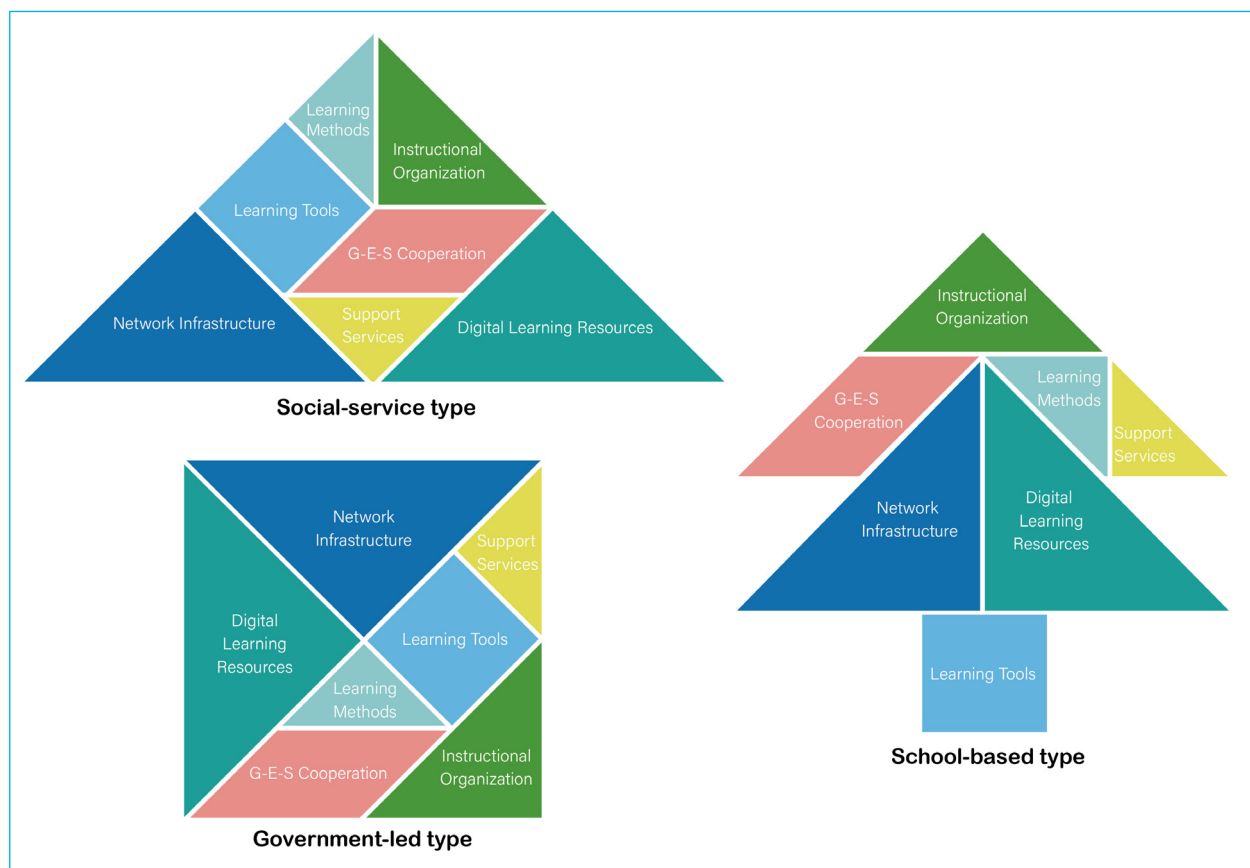 Learning
Methods
Instructional
Organization
Learning Tools
G-E-S Cooperation
Network Infrastructure
Support
Services
Digital Learning Resources
Social-service type
Network
Infrastructure
Support
Services
Digital
Learning
Resources
Learning Tools
Learning
Methods
G-E-S Cooperation
Instructional
Organization
Government-led type
Instructional
Organization
G-E-S
Cooperation
Learning
Methods
Support
Services
Network
Infrastructure
Digital
Learning
Resources
Learning Tools
School-based type